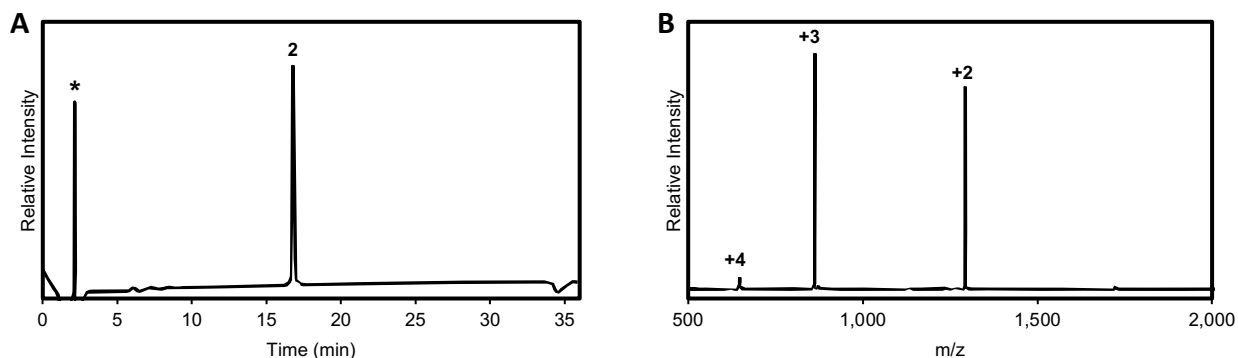 A
*
2
Relative Intensity
0 5 10 15 20 25 30 35
Time (min)
B
+3
+2
+4
Relative Intensity
500 1,000 1,500 2,000
m/z